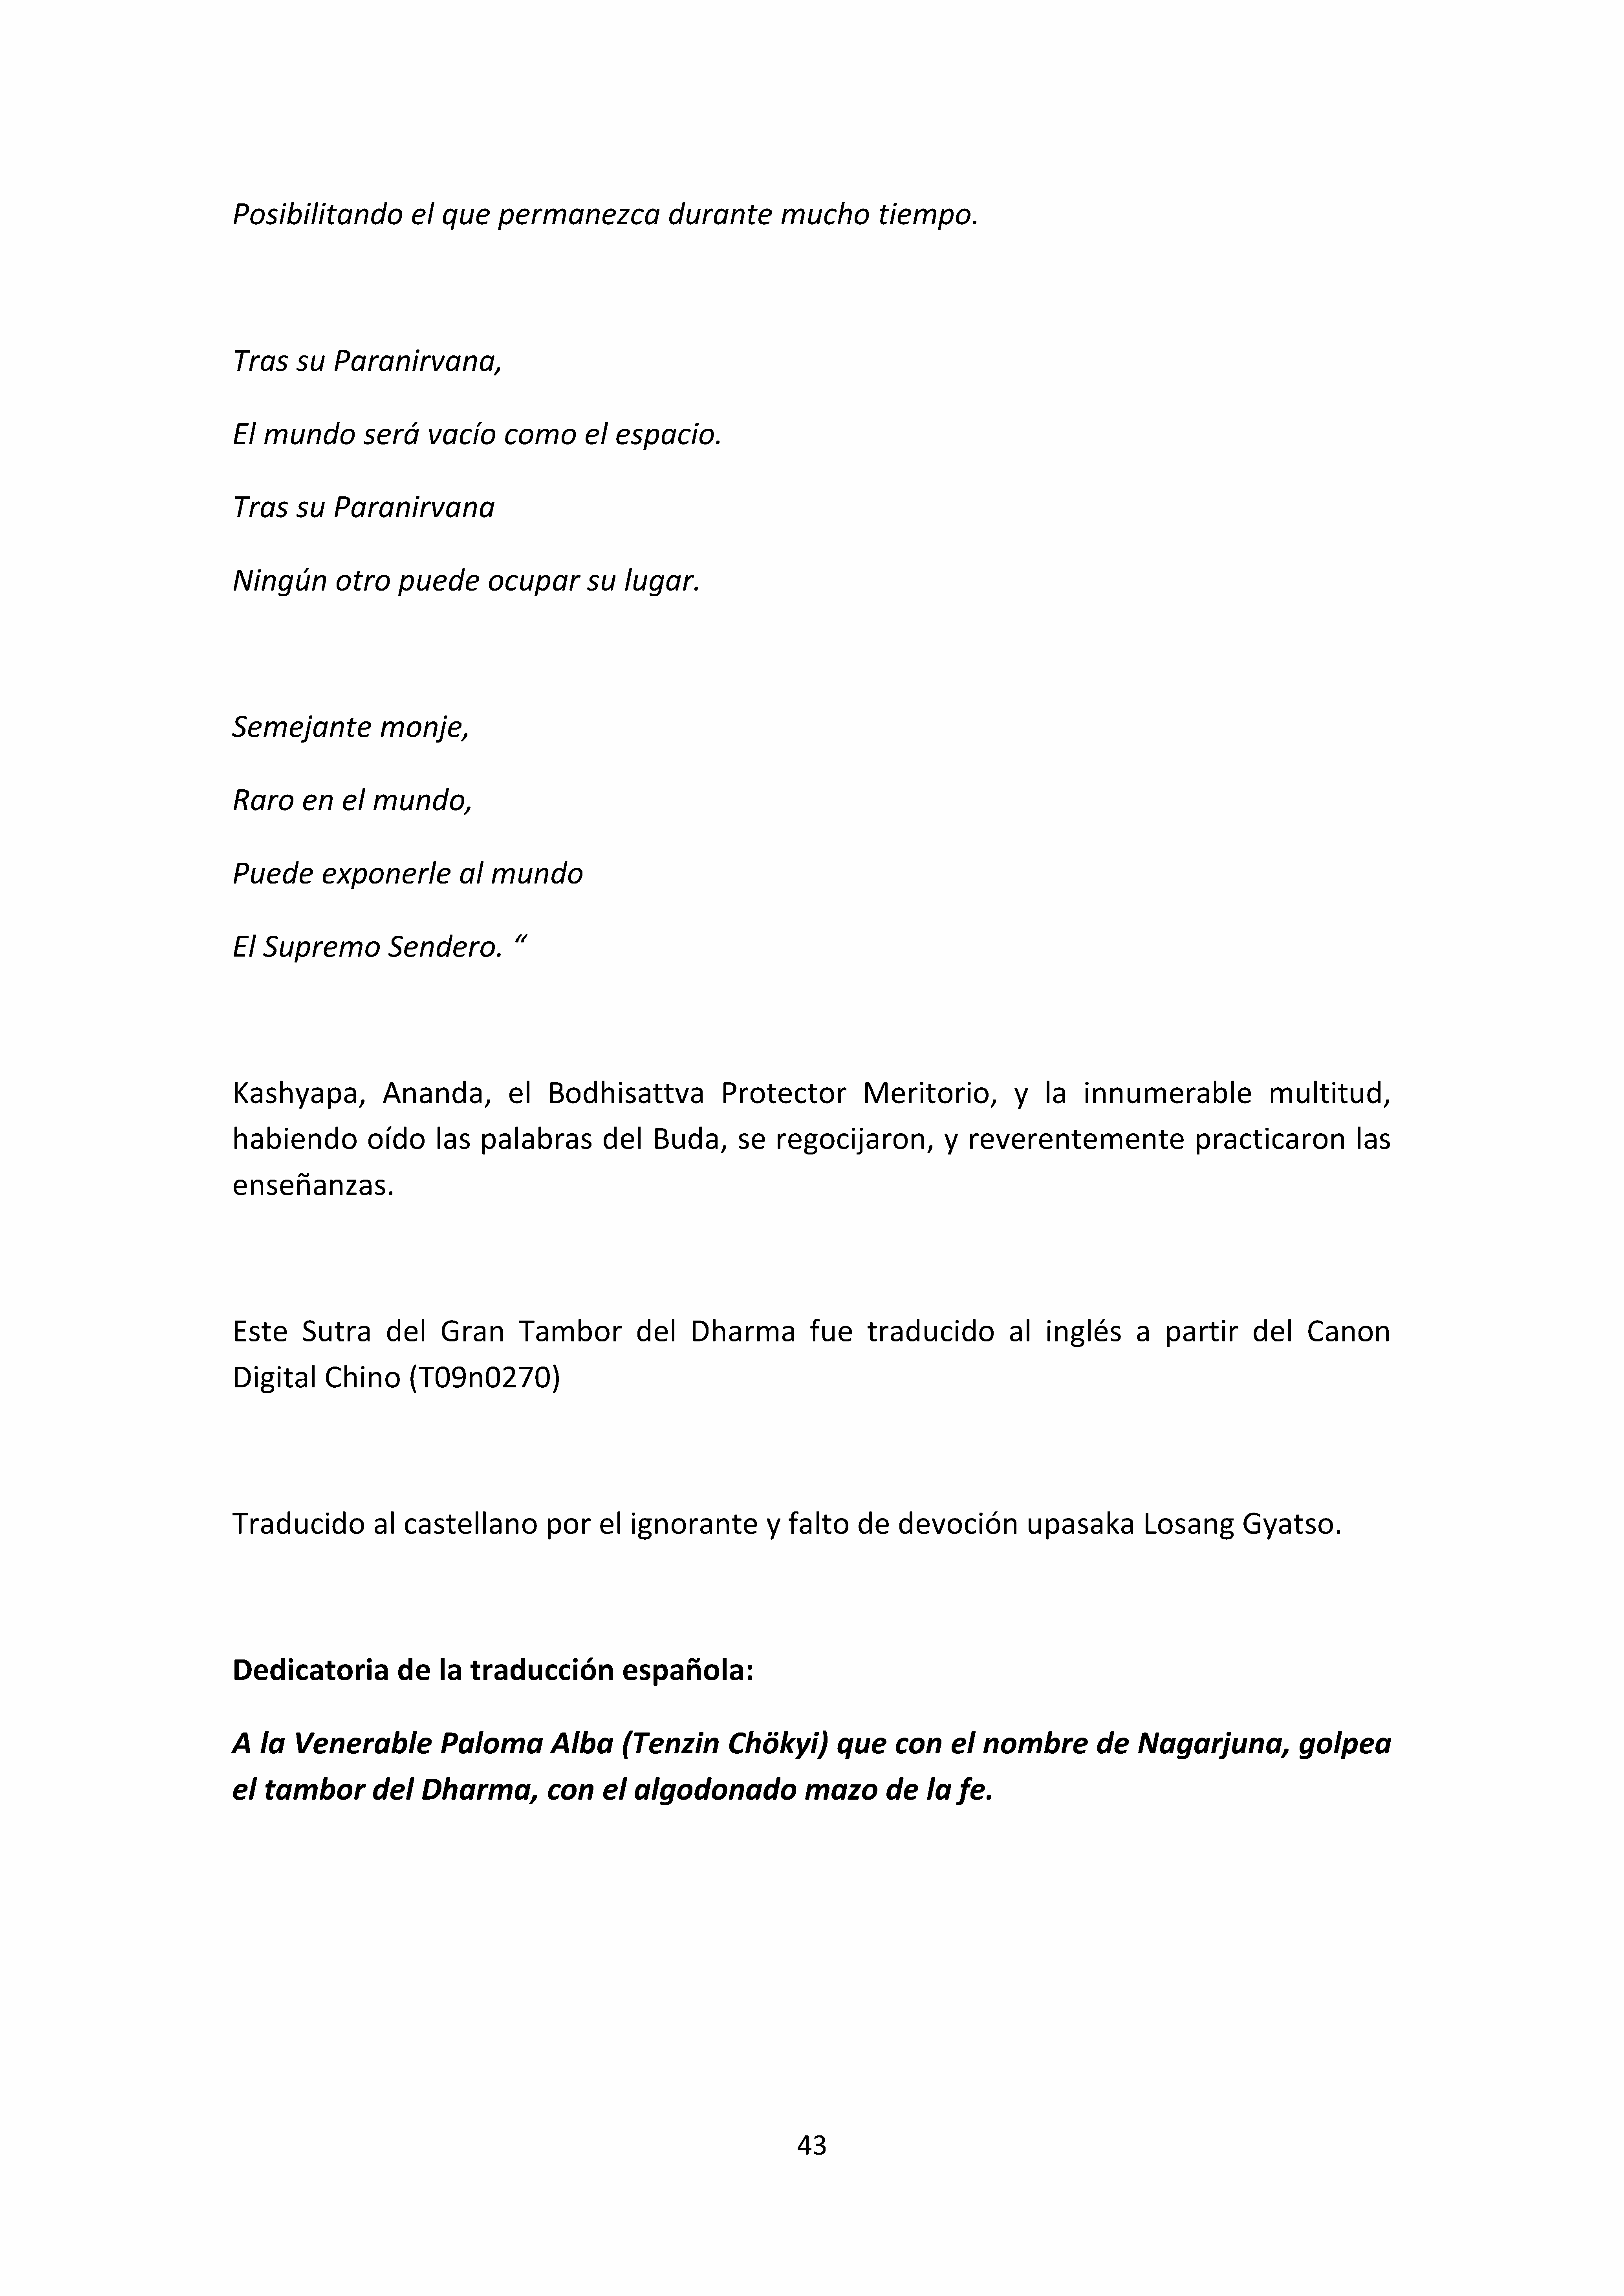 Posibilitando el que permanezca durante mucho tiempo.
Tras su Paranirvana,
El mundo será vacío como el espacio.
Tras su Paranirvana
Ningún otro puede ocupar su lugar.
Semejante monje,
Raro en el mundo,
Puede exponerle al mundo
El Supremo Sendero. “
Kashyapa, Ananda, el Bodhisattva Protector Meritorio, y la innumerable multitud,
habiendo oído las palabras del Buda, se regocijaron, y reverentemente practicaron las
enseñanzas.
Este Sutra del Gran Tambor del Dharma fue traducido al inglés a partir del Canon
Digital Chino (T09n0270)
Traducido al castellano por el ignorante y falto de devoción upasaka Losang Gyatso.
Dedicatoria de la traducción española:
A la Venerable Paloma Alba (Tenzin Chökyi) que con el nombre de Nagarjuna, golpea
el tambor del Dharma, con el algodonado mazo de la fe.
43